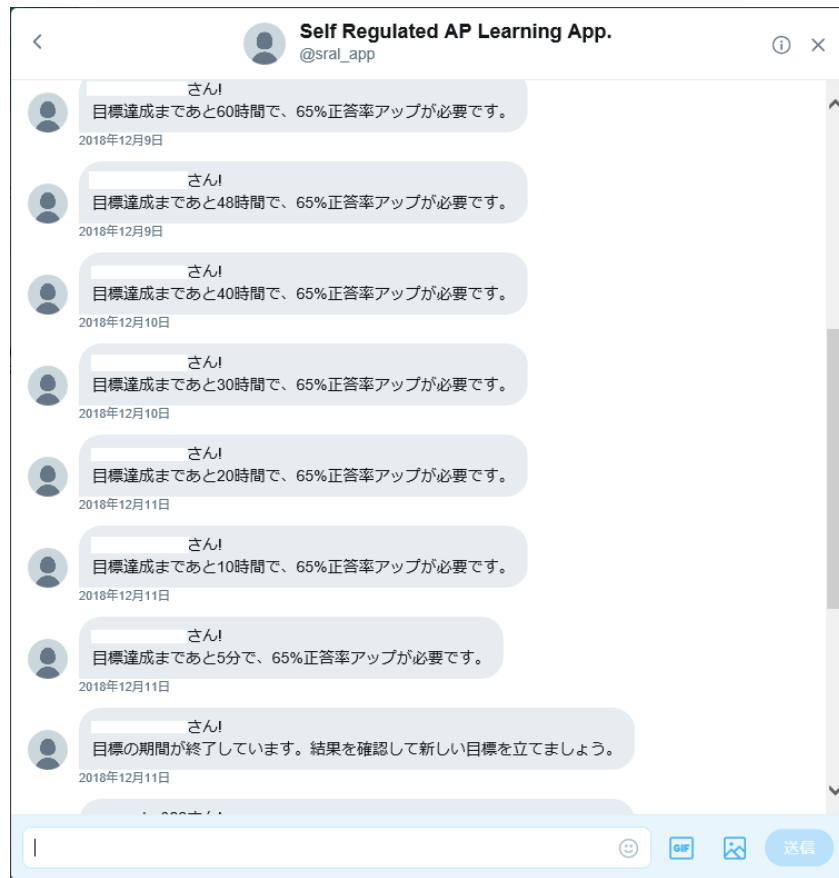 Self Regulated AP Learning App.
@sral_app
さん!
目標達成まであと60時間で、65%正答率アップが必要です。
2018年12月9日
さん!
目標達成まであと48時間で、65%正答率アップが必要です。
2018年12月9日
さん!
目標達成まであと40時間で、65%正答率アップが必要です。
2018年12月10日
さん!
目標達成まであと30時間で、65%正答率アップが必要です。
2018年12月10日
さん!
目標達成まであと20時間で、65%正答率アップが必要です。
2018年12月11日
さん!
目標達成まであと10時間で、65%正答率アップが必要です。
2018年12月11日
さん!
目標達成まであと5分で、65%正答率アップが必要です。
2018年12月11日
さん!
目標の期間が終了しています。結果を確認して新しい目標を立てましょう。
2018年12月11日
GIF
送信